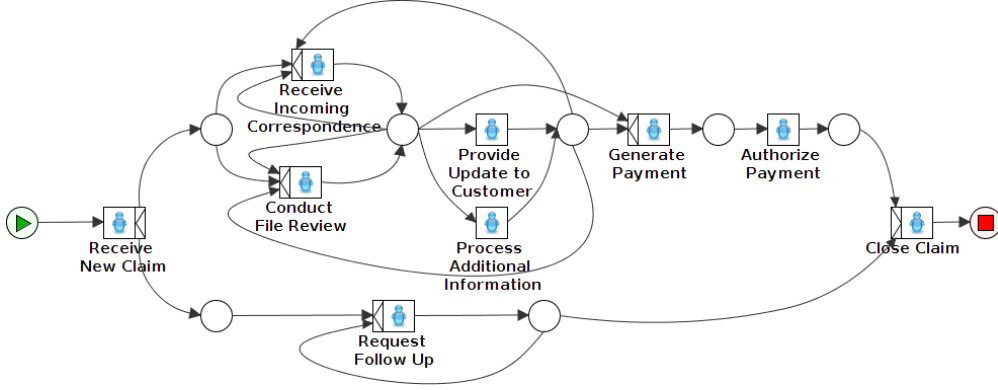 Receive
Incoming
Correspondence
Provide
Update to
Customer
Generate
Payment
Authorize
Payment
Conduct
File Review
Receive
New Claim
Process
Additional
Information
Close Claim
Request
Follow Up